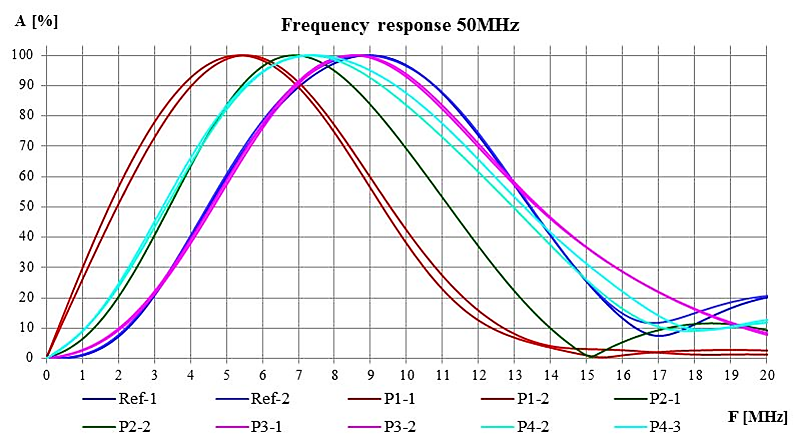 A [%]
Frequency response 50MHz
100
90
80
70
60
50
40
30
20
10
0
0 1 2 3 4 5 6 7 8 9 10 11 12 13 14 15 16 17 18 19 20
Ref-1 Ref-2 P1-1 P1-2 P2-1
P2-2 P3-1 P3-2 P4-2 P4-3
F [MHz]